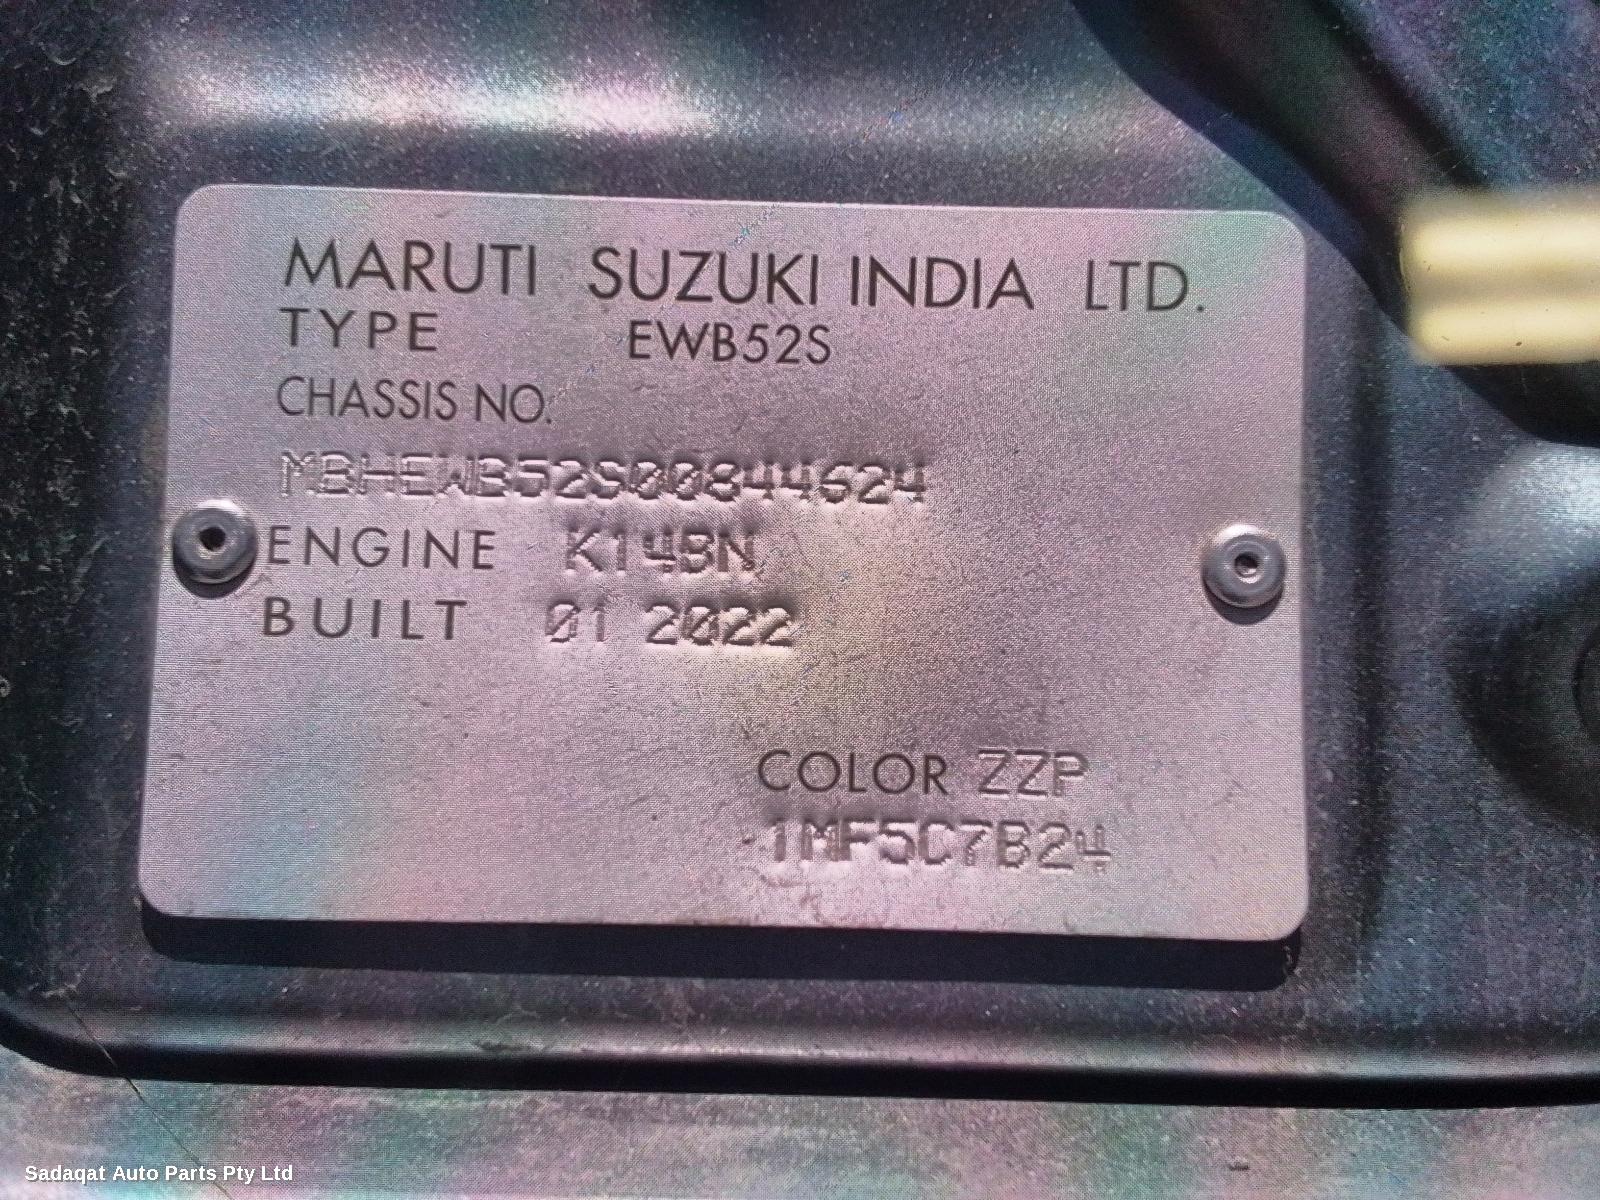 MARUTI SUZUKI INDIA LTD.
TYPE EWB52S
CHASSIS NO.
MBHEWB52S00844624
ENGINE K14BN
BUILT 01 2022
COLOR ZZP
1MF5C7B24
Sadaqat Auto Parts Pty Ltd